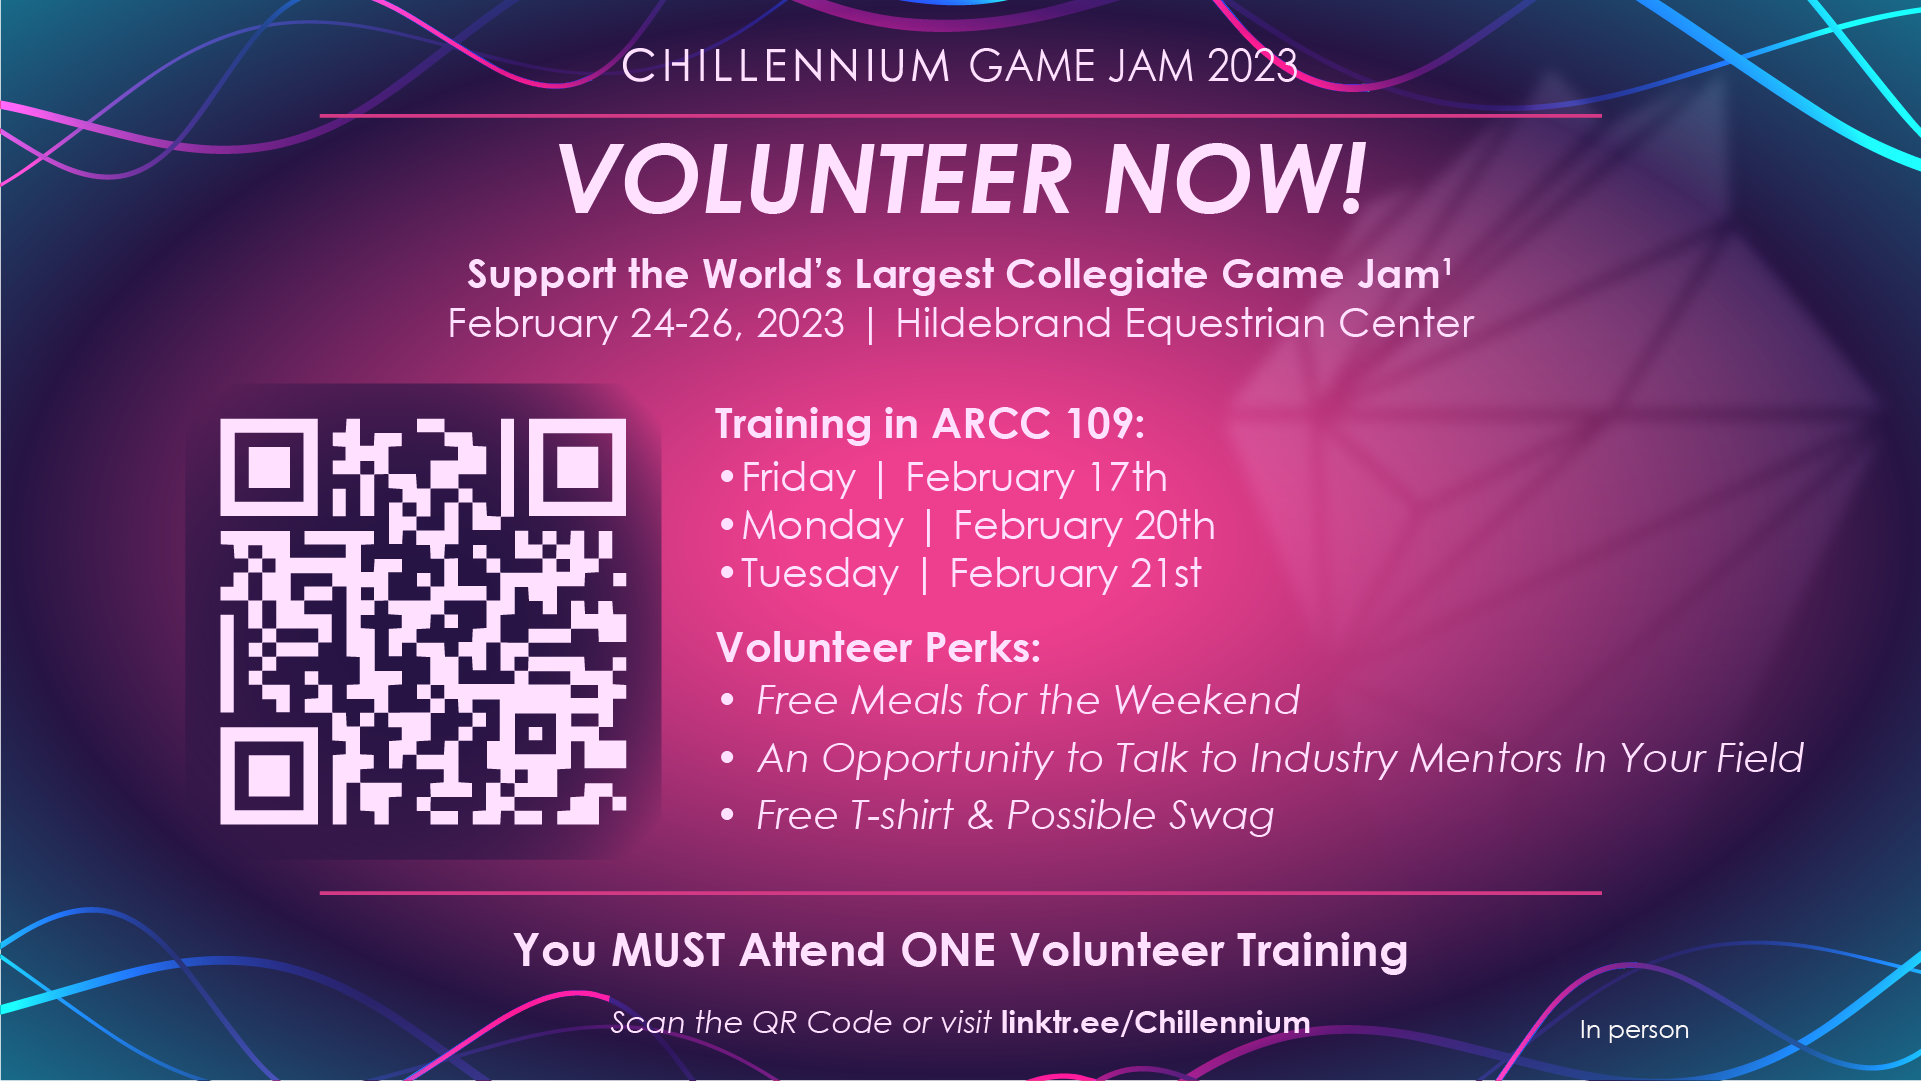 CHILLENNIUM GAME JAM 2023
VOLUNTEER NOW!
Support the World’s Largest Collegiate Game Jam¹
February 24-26, 2023 | Hildebrand Equestrian Center
Training in ARCC 109:
•Friday | February 17th
•Monday | February 20th
•Tuesday | February 21st
Volunteer Perks:
• Free Meals for the Weekend
• An Opportunity to Talk to Industry Mentors In Your Field
• Free T-shirt & Possible Swag
You MUST Attend ONE Volunteer Training
Scan the QR Code or visit linktr.ee/Chillennium
In person